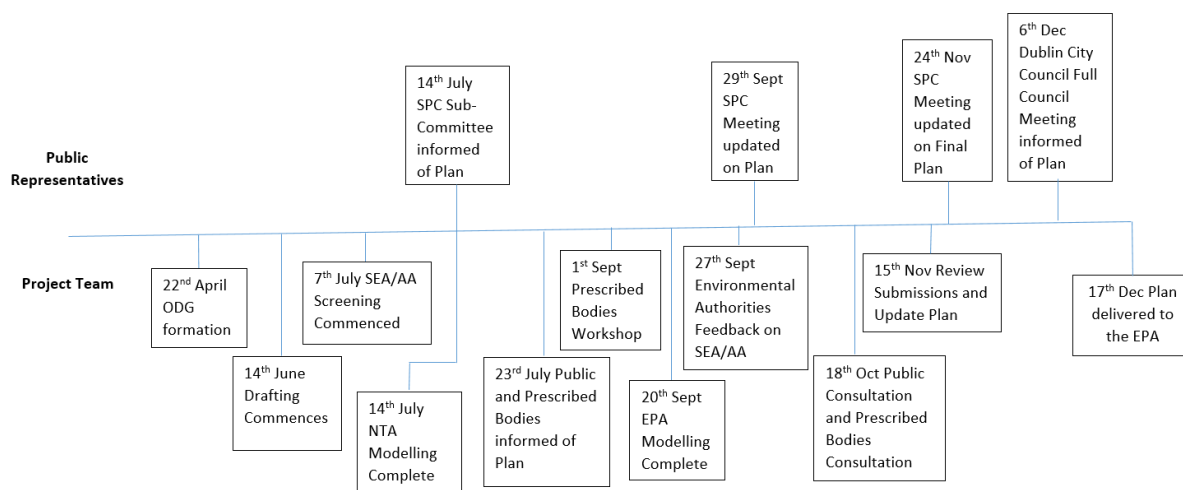 6th Dec
Dublin City
Council Full
Council
Meeting
informed
of Plan
24th Nov
SPC
Meeting
updated
on Final
Plan
29th Sept
SPC
Meeting
updated
on Plan
14th July
SPC Sub-
Committee
informed
of Plan
Public
Representatives
Project Team
22nd April
ODG
formation
14th June
Drafting
Commences
7th July SEA/AA
Screening
Commenced
14th July
NTA
Modelling
Complete
23rd July Public
and Prescribed
Bodies
informed of
Plan
1st Sept
Prescribed
Bodies
Workshop
20th Sept
EPA
Modelling
Complete
27th Sept
Environmental
Authorities
Feedback on
SEA/AA
18th Oct Public
Consultation
and Prescribed
Bodies
Consultation
15th Nov Review
Submissions and
Update Plan
17th Dec Plan
delivered to
the EPA